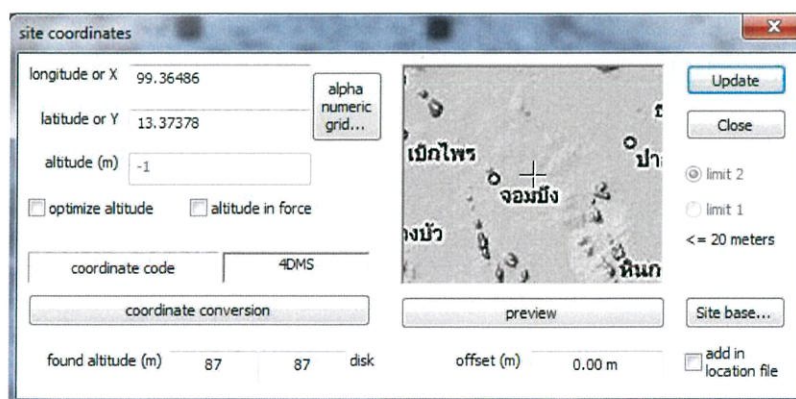 site coordinates
longitude or X 99.36486
latitude or Y 13.37378
alpha numeric grid...
altitude (m) -1
optimize altitude altitude in force
coordinate code 4DMS
coordinate conversion
found altitude (m) 87 87 disk
เบิกไพร
จอมบึง
preview
offset (m) 0.00 m
Update
Close
limit 2
limit 1
<= 20 meters
Site base...
add in
location file